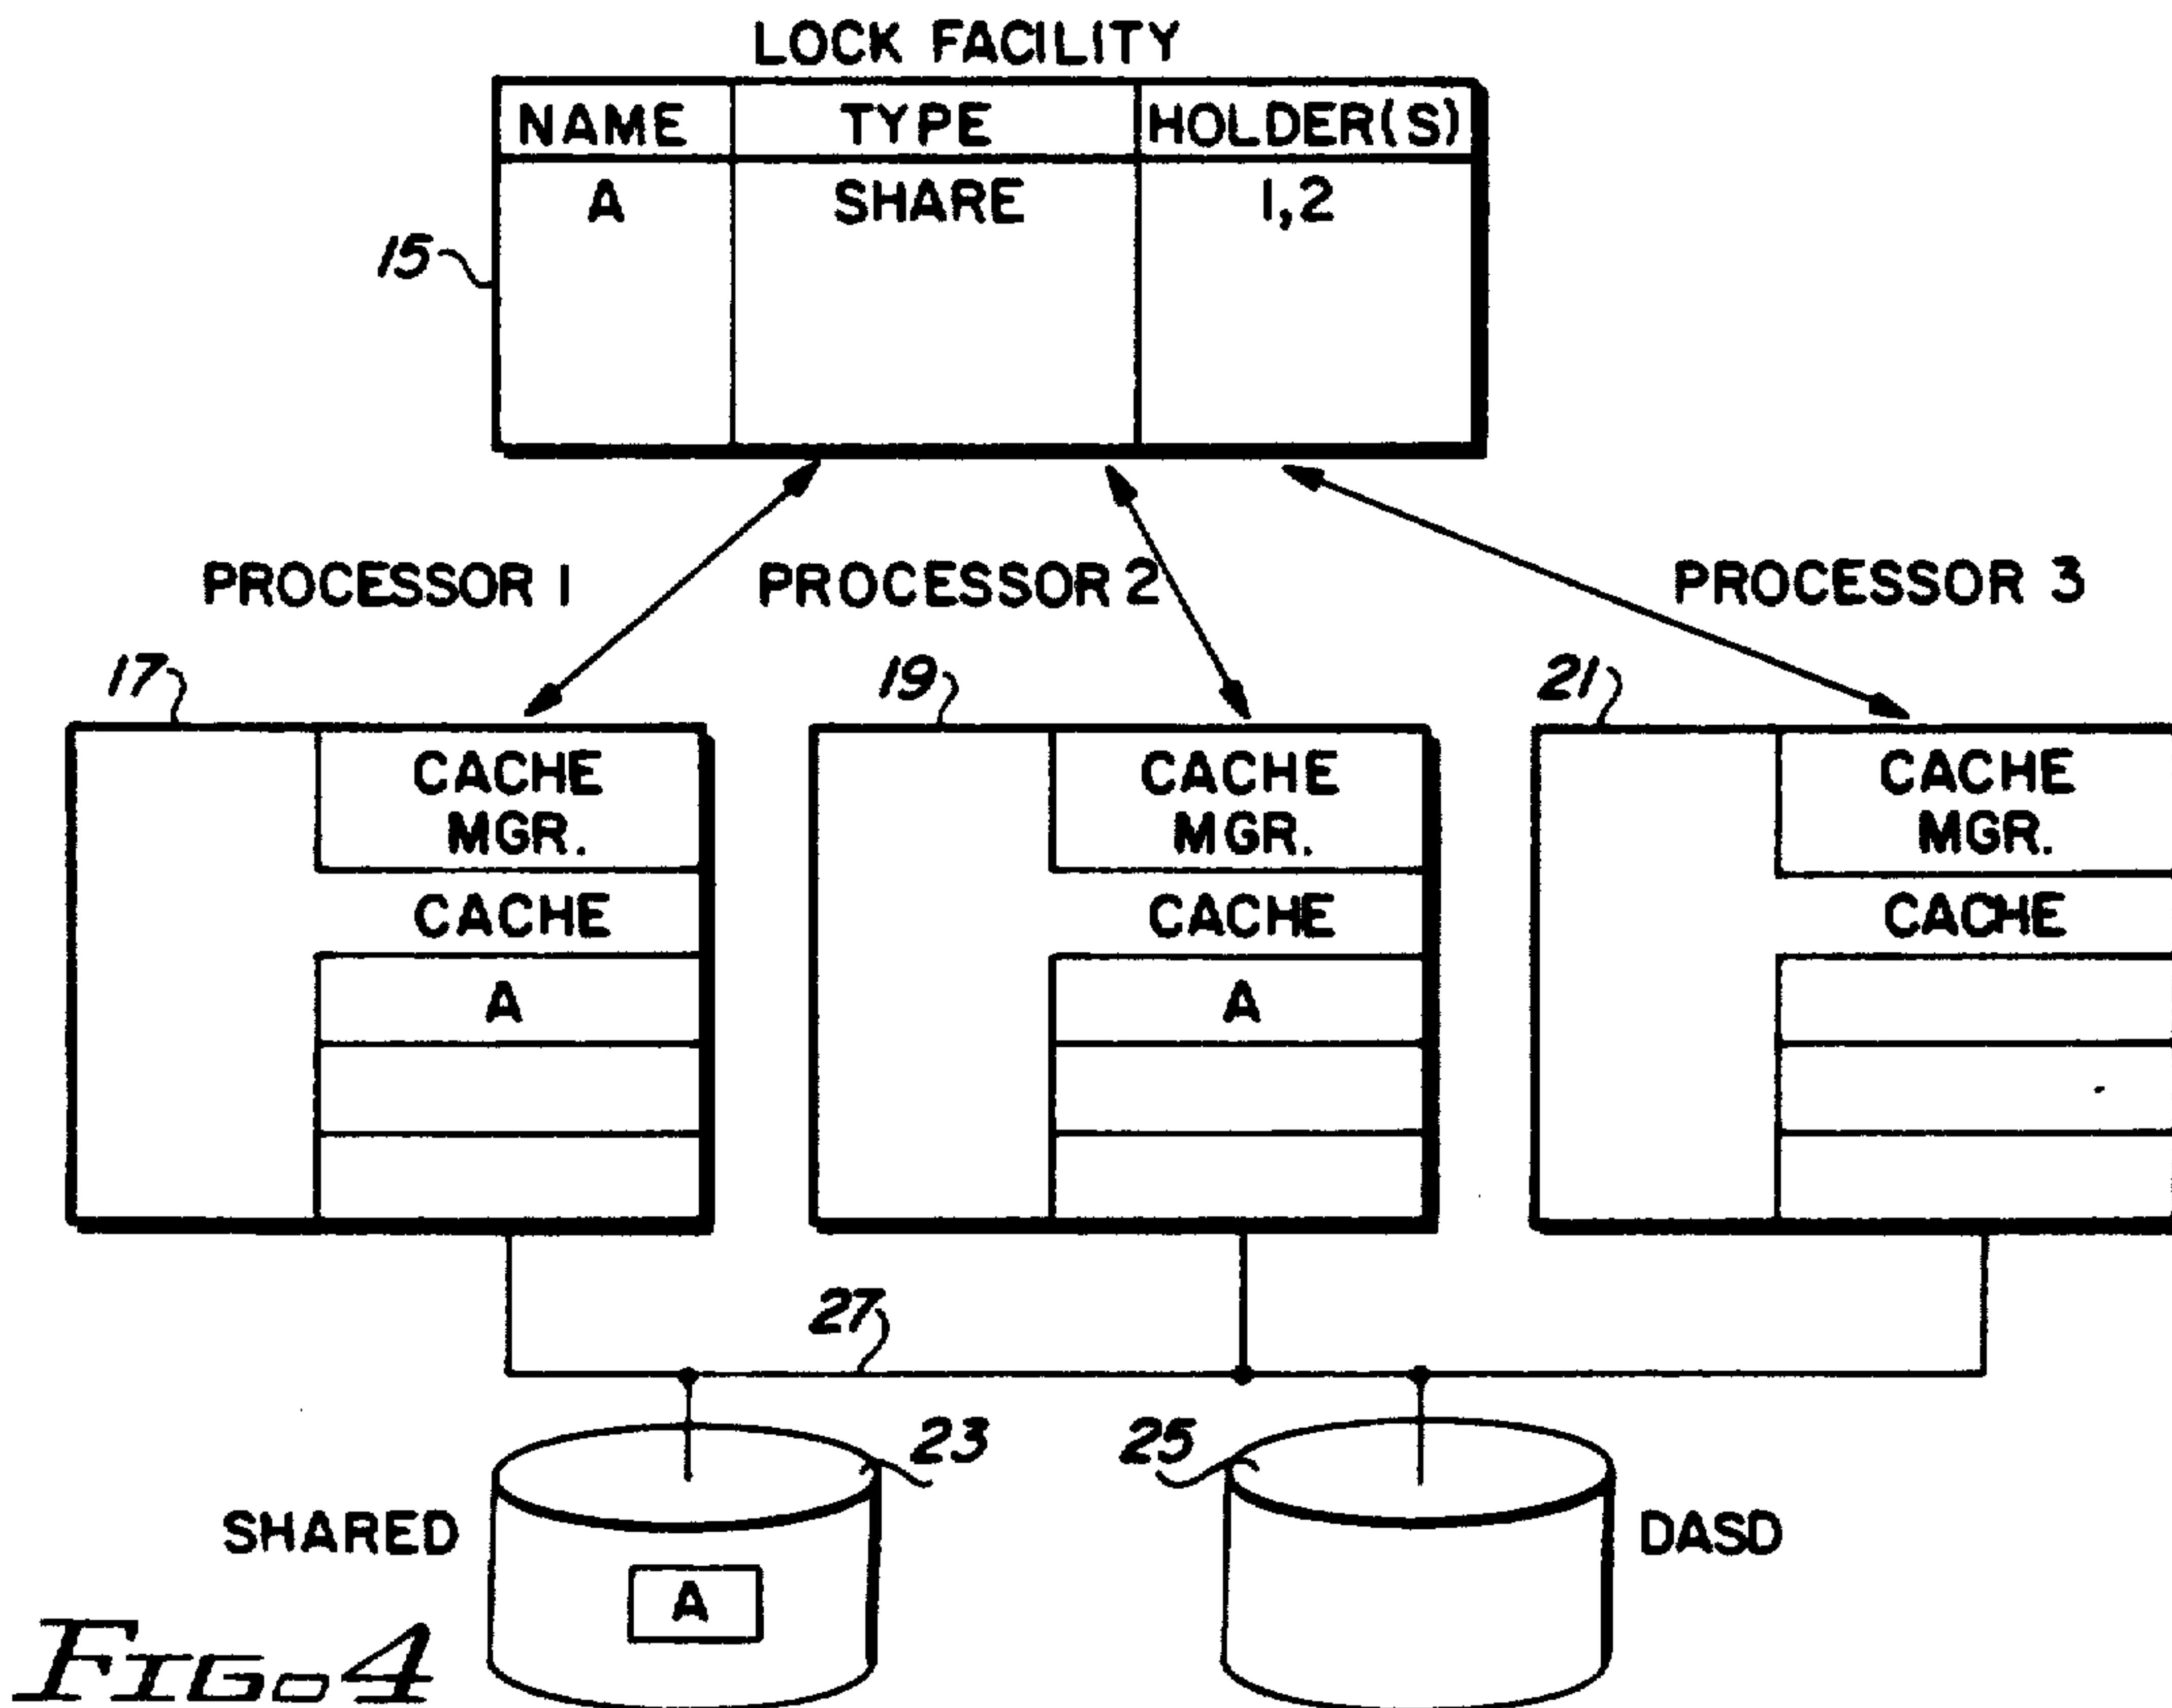 LOCK FACILITY
NAME TYPE HOLDER(S)
A SHARE 1,2
15
PROCESSOR 1 PROCESSOR 2 PROCESSOR 3
17 19 21
CACHE MGR.
CACHE
A
CACHE MGR.
CACHE
A
CACHE MGR.
CACHE
27
23 25
SHARED DASD
A
FIG. 4